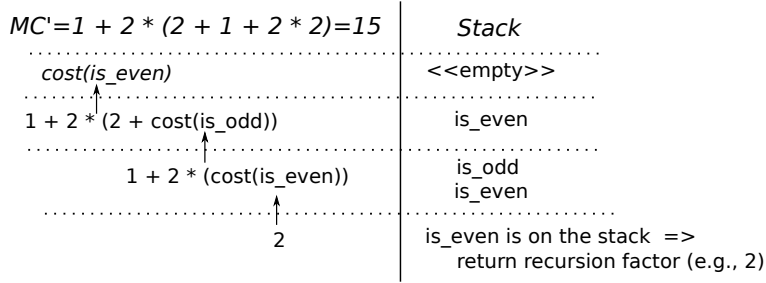 MC'=1 + 2 * (2 + 1 + 2 * 2)=15 Stack
cost(is_even) <<empty>>
1 + 2 * (2 + cost(is_odd)) is_even
1 + 2 * (cost(is_even)) is_odd
is_even
2 is_even is on the stack =>
return recursion factor (e.g., 2)